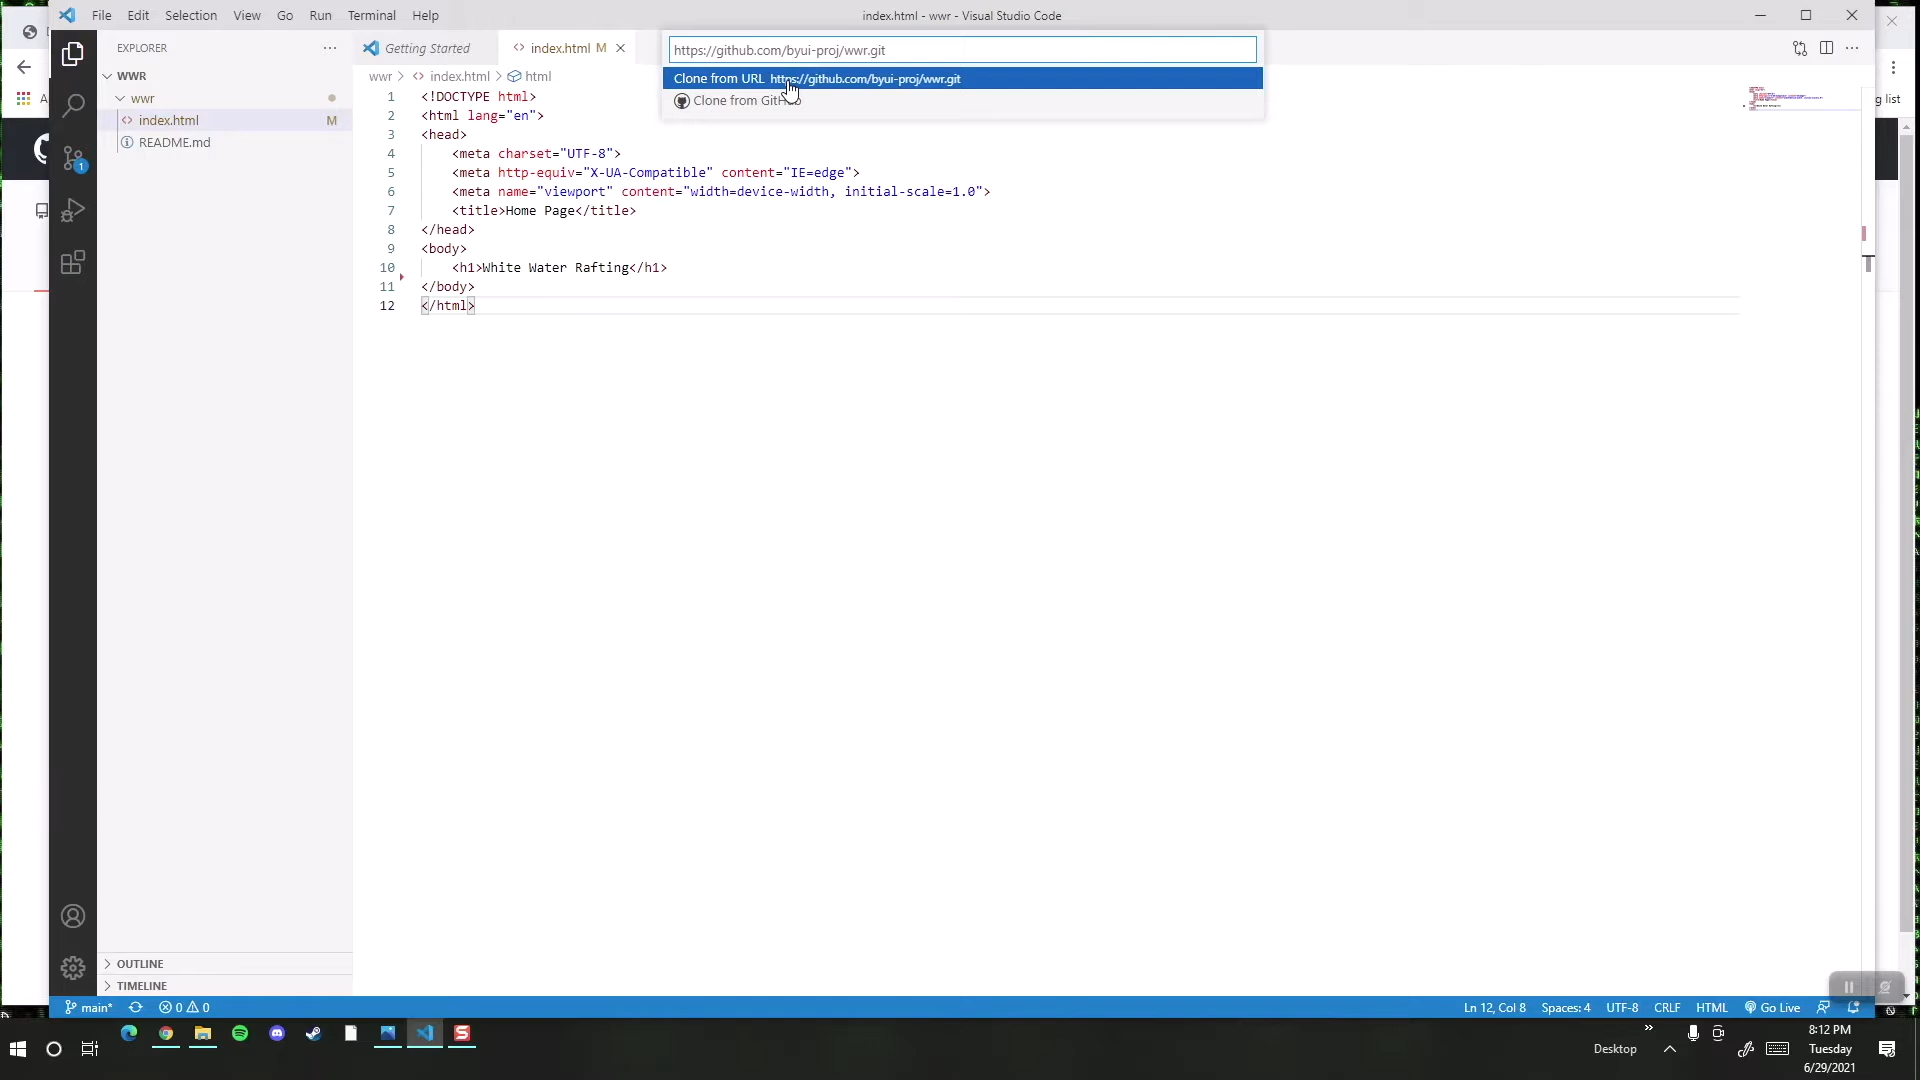 File Edit Selection View Go Run Terminal Help
index.html - wwr - Visual Studio Code
EXPLORER
WWR
wwr
index.html M
README.md
OUTLINE
TIMELINE
1
Getting Started
index.html M
https://github.com/byui-proj/wwr.git
Clone from URL https://github.com/byui-proj/wwr.git
Clone from GitHub
wwr > index.html > html
1 <!DOCTYPE html>
2 <html lang="en">
3 <head>
4 <meta charset="UTF-8">
5 <meta http-equiv="X-UA-Compatible" content="IE=edge">
6 <meta name="viewport" content="width=device-width, initial-scale=1.0">
7 <title>Home Page</title>
8 </head>
9 <body>
10 <h1>White Water Rafting</h1>
11 </body>
12 </html>
A
g list
main* 0 0
Ln 12, Col 8 Spaces: 4 UTF-8 CRLF HTML Go Live
Desktop
8:12 PM
Tuesday
6/29/2021